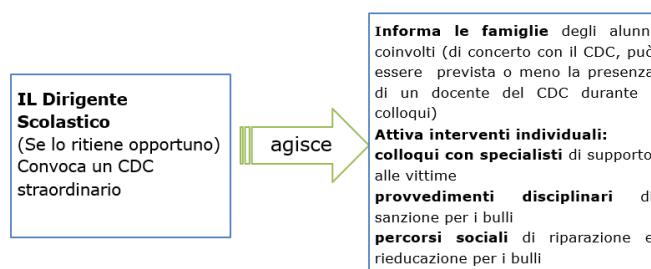 IL Dirigente
Scolastico
(Se lo ritiene opportuno)
Convoca un CDC
straordinario
agisce
Informa le famiglie degli alunn
coinvolti (di concerto con il CDC, può
essere prevista o meno la presenza
di un docente del CDC durante
colloqui)
Attiva interventi individuali:
colloqui con specialisti di supporto
alle vittime
provvedimenti disciplinari d
sanzione per i bulli
percorsi sociali di riparazione e
rieducazione per i bulli